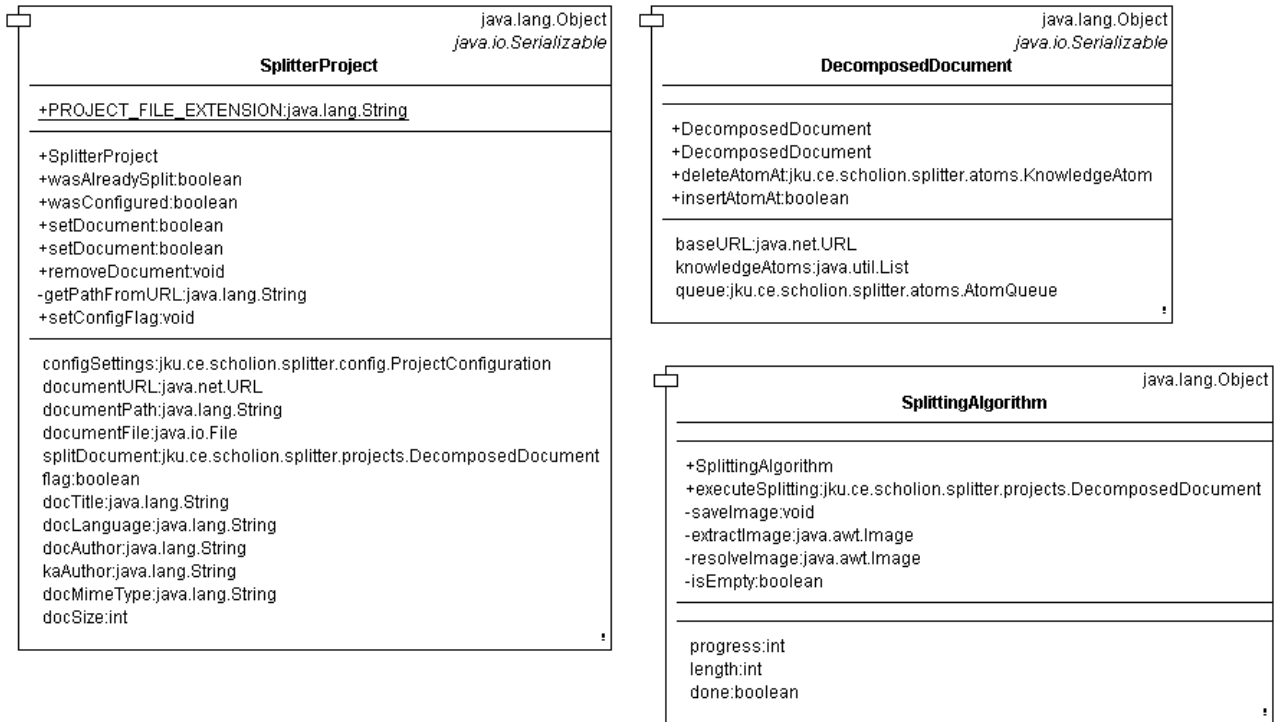 java.lang.Object
java.io.Serializable
SplitterProject
+PROJECT_FILE_EXTENSION:java.lang.String
+SplitterProject
+wasAlreadySplit:boolean
+wasConfigured:boolean
+setDocument:boolean
+setDocument:boolean
+removeDocument:void
-getPathFromURL:java.lang.String
+setConfigFlag:void
configSettings:jku.ce.scholion.splitter.config.ProjectConfiguration
documentURL:java.net.URL
documentPath:java.lang.String
documentFile:java.io.File
splitDocument:jku.ce.scholion.splitter.projects.DecomposedDocument
flag:boolean
docTitle:java.lang.String
docLanguage:java.lang.String
docAuthor:java.lang.String
kaAuthor:java.lang.String
docMimeType:java.lang.String
docSize:int
java.lang.Object
java.io.Serializable
DecomposedDocument
+DecomposedDocument
+DecomposedDocument
+deleteAtomAt:jku.ce.scholion.splitter.atoms.KnowledgeAtom
+insertAtomAt:boolean
baseURL:java.net.URL
knowledgeAtoms:java.util.List
queue:jku.ce.scholion.splitter.atoms.AtomQueue
java.lang.Object
SplittingAlgorithm
+SplittingAlgorithm
+executeSplitting:jku.ce.scholion.splitter.projects.DecomposedDocument
-saveImage:void
-extractImage:java.awt.Image
-resolveImage:java.awt.Image
-isEmpty:boolean
progress:int
length:int
done:boolean